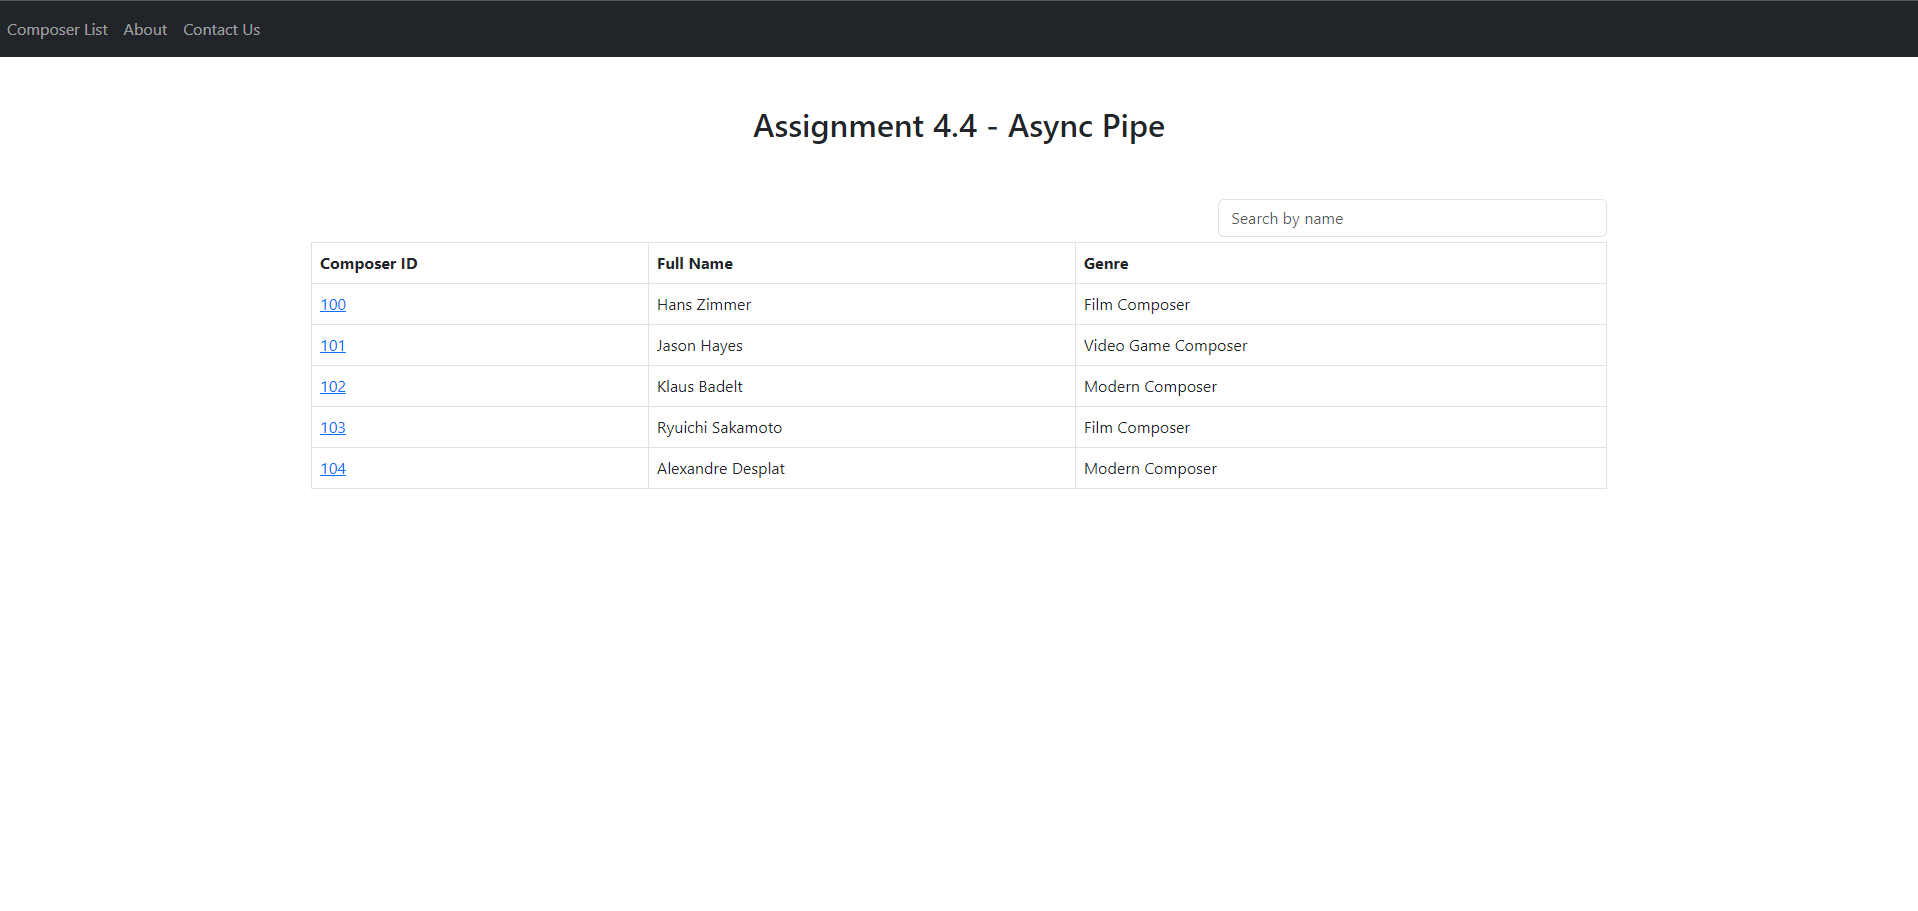 Composer List About Contact Us
Assignment 4.4 - Async Pipe
Search by name
Composer ID Full Name Genre
100 Hans Zimmer Film Composer
101 Jason Hayes Video Game Composer
102 Klaus Badelt Modern Composer
103 Ryuichi Sakamoto Film Composer
104 Alexandre Desplat Modern Composer